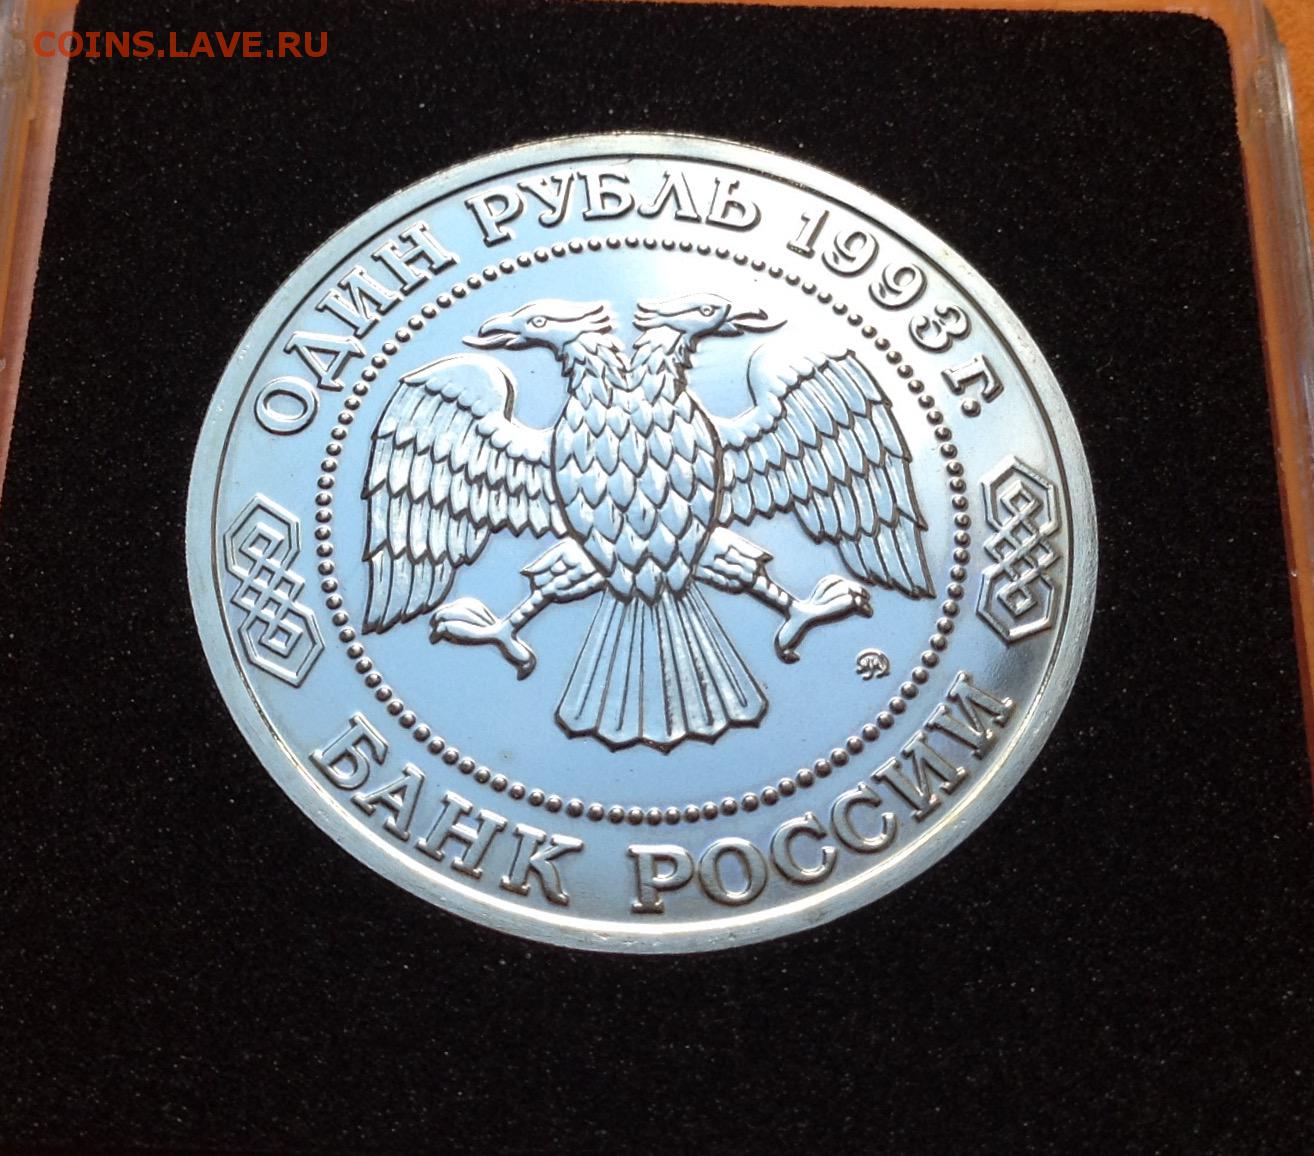 COINS.LAVE.RU
ОДИН РУБЛЬ 1993 г.
БАНК РОССИИ